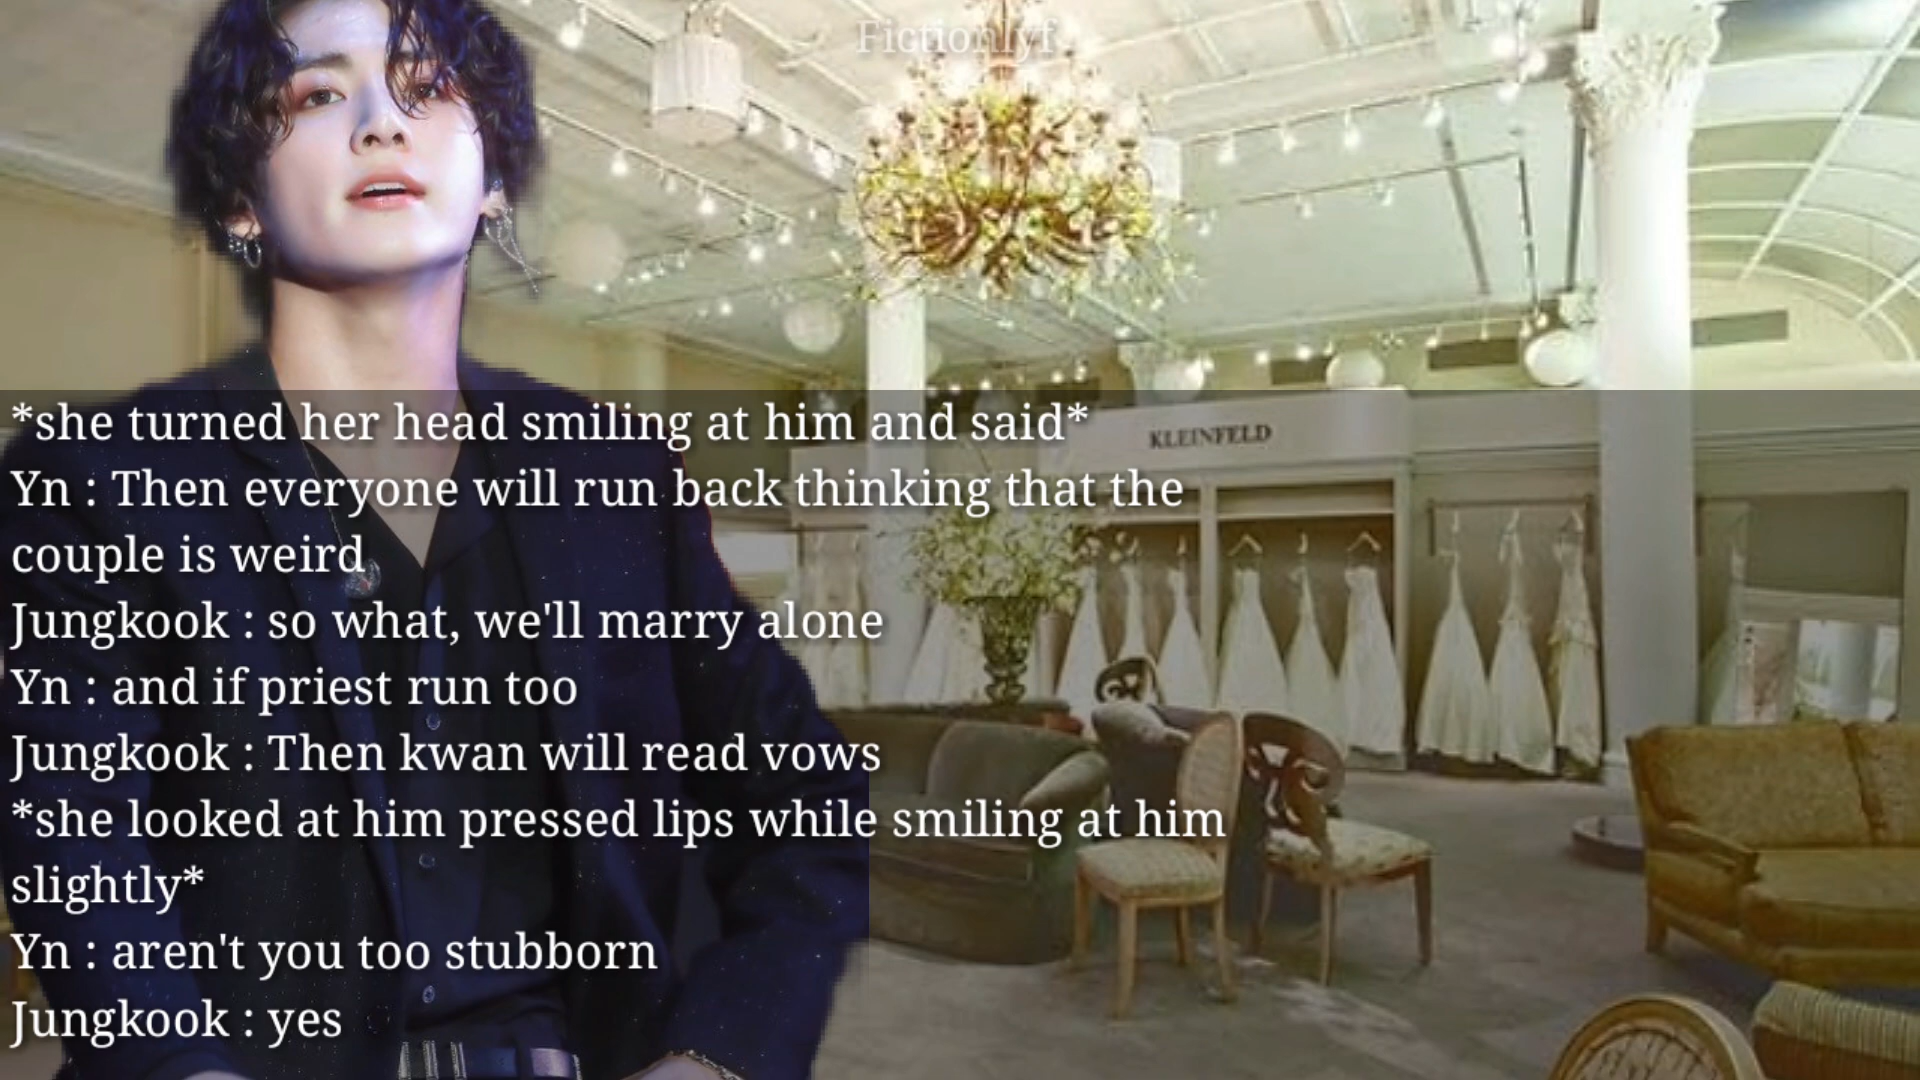 Fictionlyf
KLEINFELD
*she turned her head smiling at him and said*
Yn : Then everyone will run back thinking that the
couple is weird
Jungkook : so what, we'll marry alone
Yn : and if priest run too
Jungkook : Then kwan will read vows
*she looked at him pressed lips while smiling at him
slightly*
Yn : aren't you too stubborn
Jungkook : yes